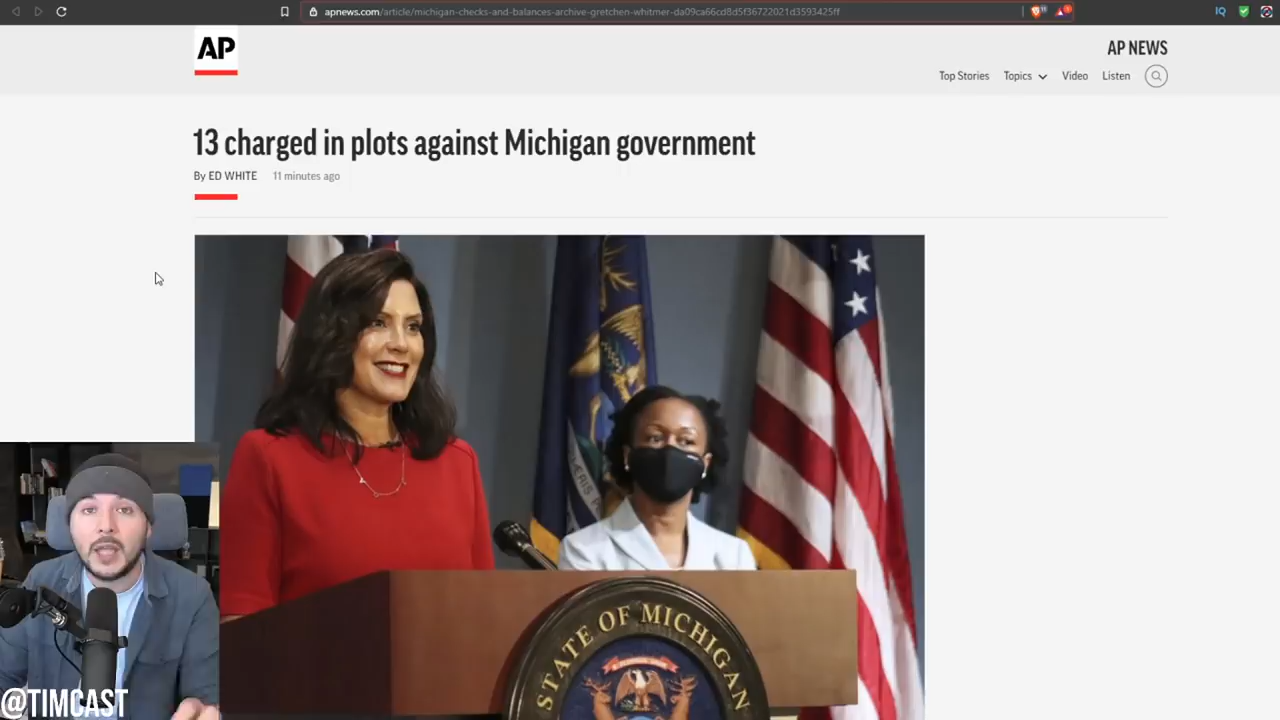 apnews.com/article/michigan-checks-and-balances-archive-gretchen-whitmer-da09ca66cd8d5f36722021d3593425ff
IQ
AP
AP NEWS
Top Stories Topics Video Listen
13 charged in plots against Michigan government
By ED WHITE 11 minutes ago
STATE OF MICHIGAN
@TIMCAST